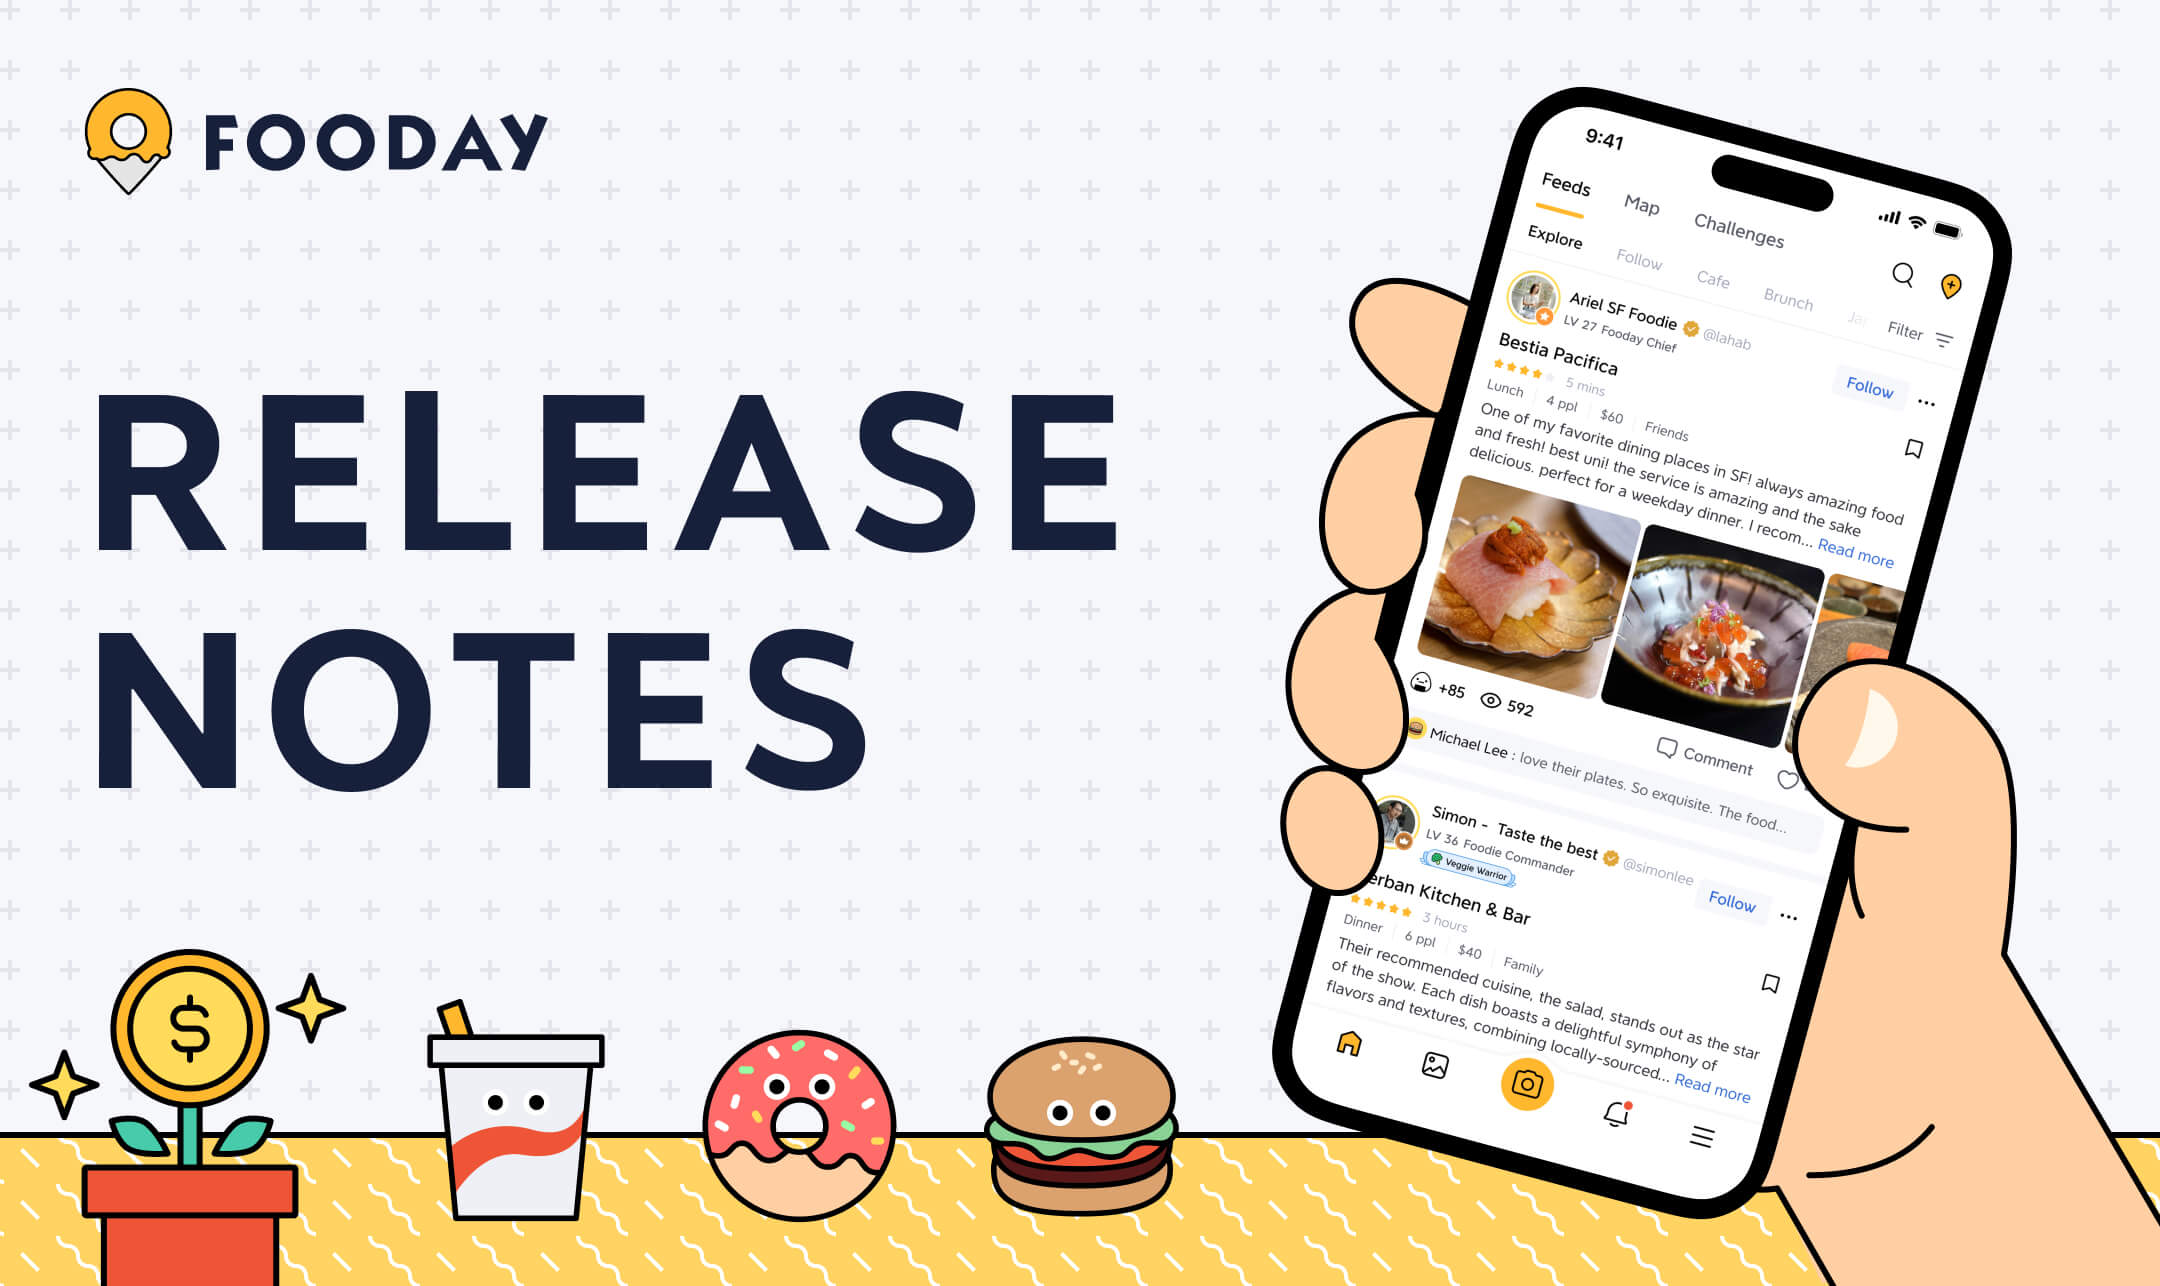 FOODAY
RELEASE
NOTES
9:41
Feeds Map Challenges
Explore Follow Cafe Brunch Filter
Ariel SF Foodie @lahab
LV 27 Fooday Chief
Follow
Bestia Pacifica
5 mins
Lunch 4 ppl $60 Friends
One of my favorite dining places in SF! always amazing food
and fresh! best uni! the service is amazing and the sake
delicious. perfect for a weekday dinner. I recom... Read more
+85 592
Comment
Michael Lee : love their plates. So exquisite. The food...
Simon - Taste the best @simonlee
LV 36 Foodie Commander
Veggie Warrior
Follow
Kitchen & Bar
3 hours
Dinner 6 ppl $40 Family
Their recommended cuisine, the salad, stands out as the star
of the show. Each dish boasts a delightful symphony of
flavors and textures, combining locally-sourced... Read more
$